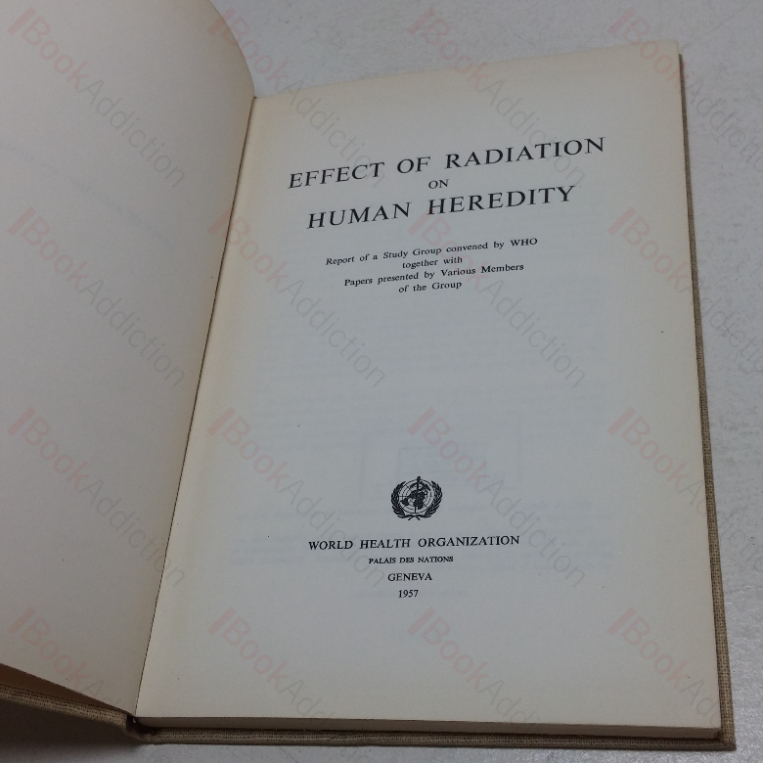 EFFECT OF RADIATION
ON
HUMAN HEREDITY
Report of a Study Group convened by WHO
together with
Papers presented by Various Members
of the Group
WORLD HEALTH ORGANIZATION
PALAIS DES NATIONS
GENEVA
1957
BookAddiction